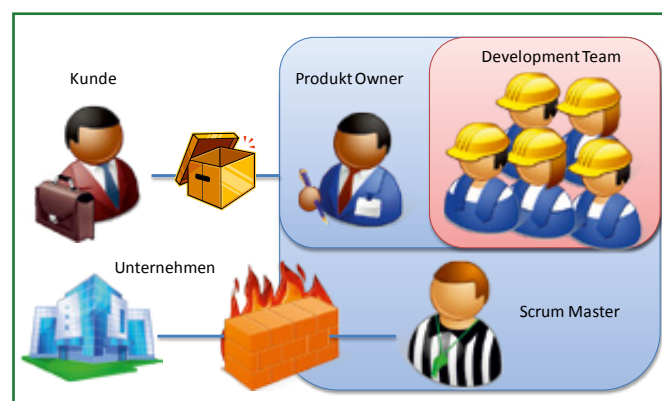 Kunde
Produkt Owner
Development Team
Unternehmen
Scrum Master